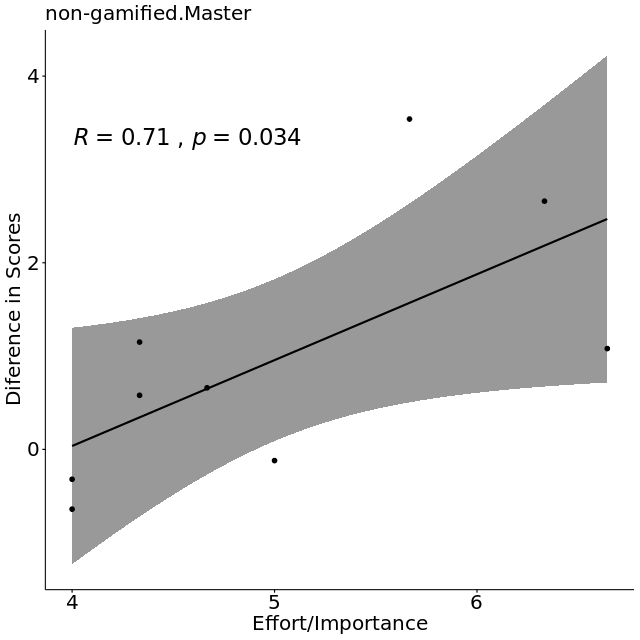 non-gamified.Master
4
R = 0.71 , p = 0.034
2
0
Diference in Scores
4 5 6
Effort/Importance